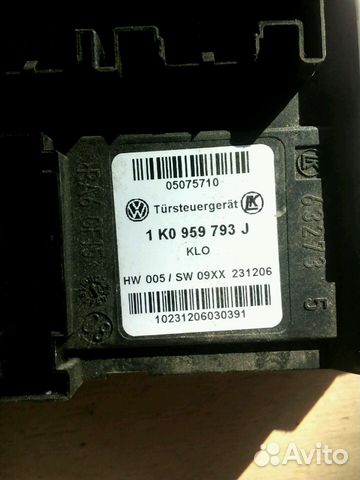 05075710
Türsteuergerät
1 K0 959 793 J
KLO
HW 005 / SW 09XX 231206
10231206030391
63273 5
Avito